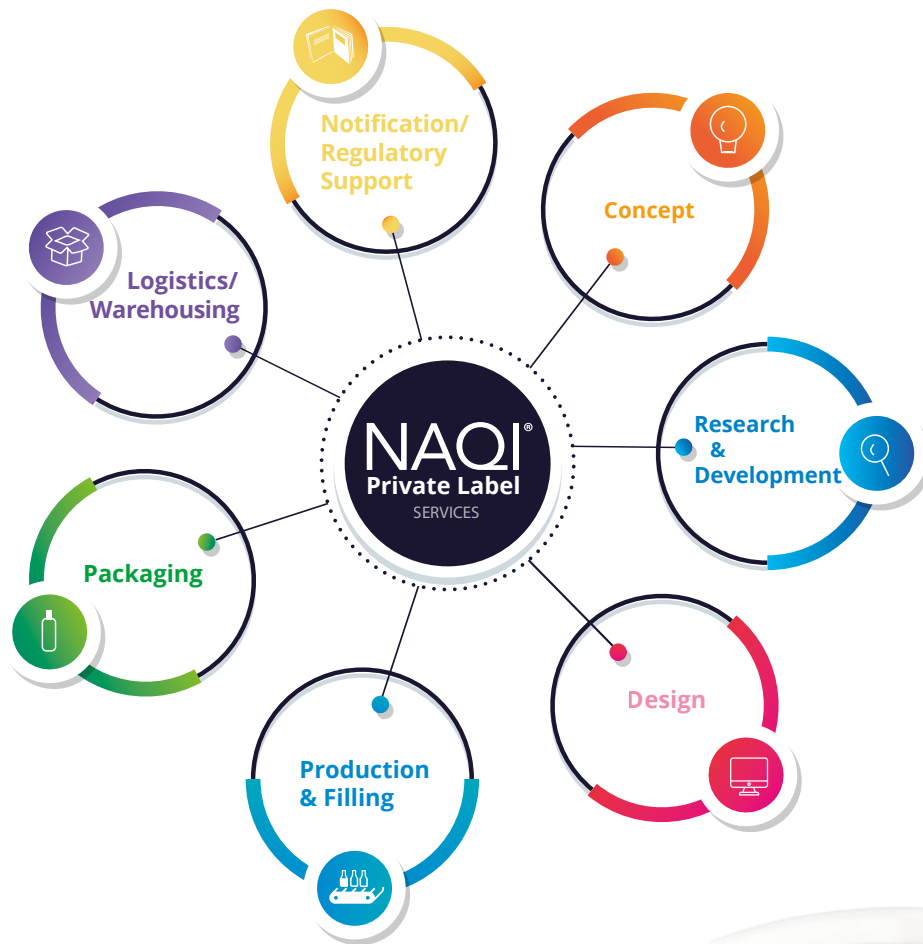 Notification/
Regulatory
Support
Concept
Logistics/
Warehousing
Research
&
Development
NAQI®
Private Label
SERVICES
Packaging
Design
Production
& Filling